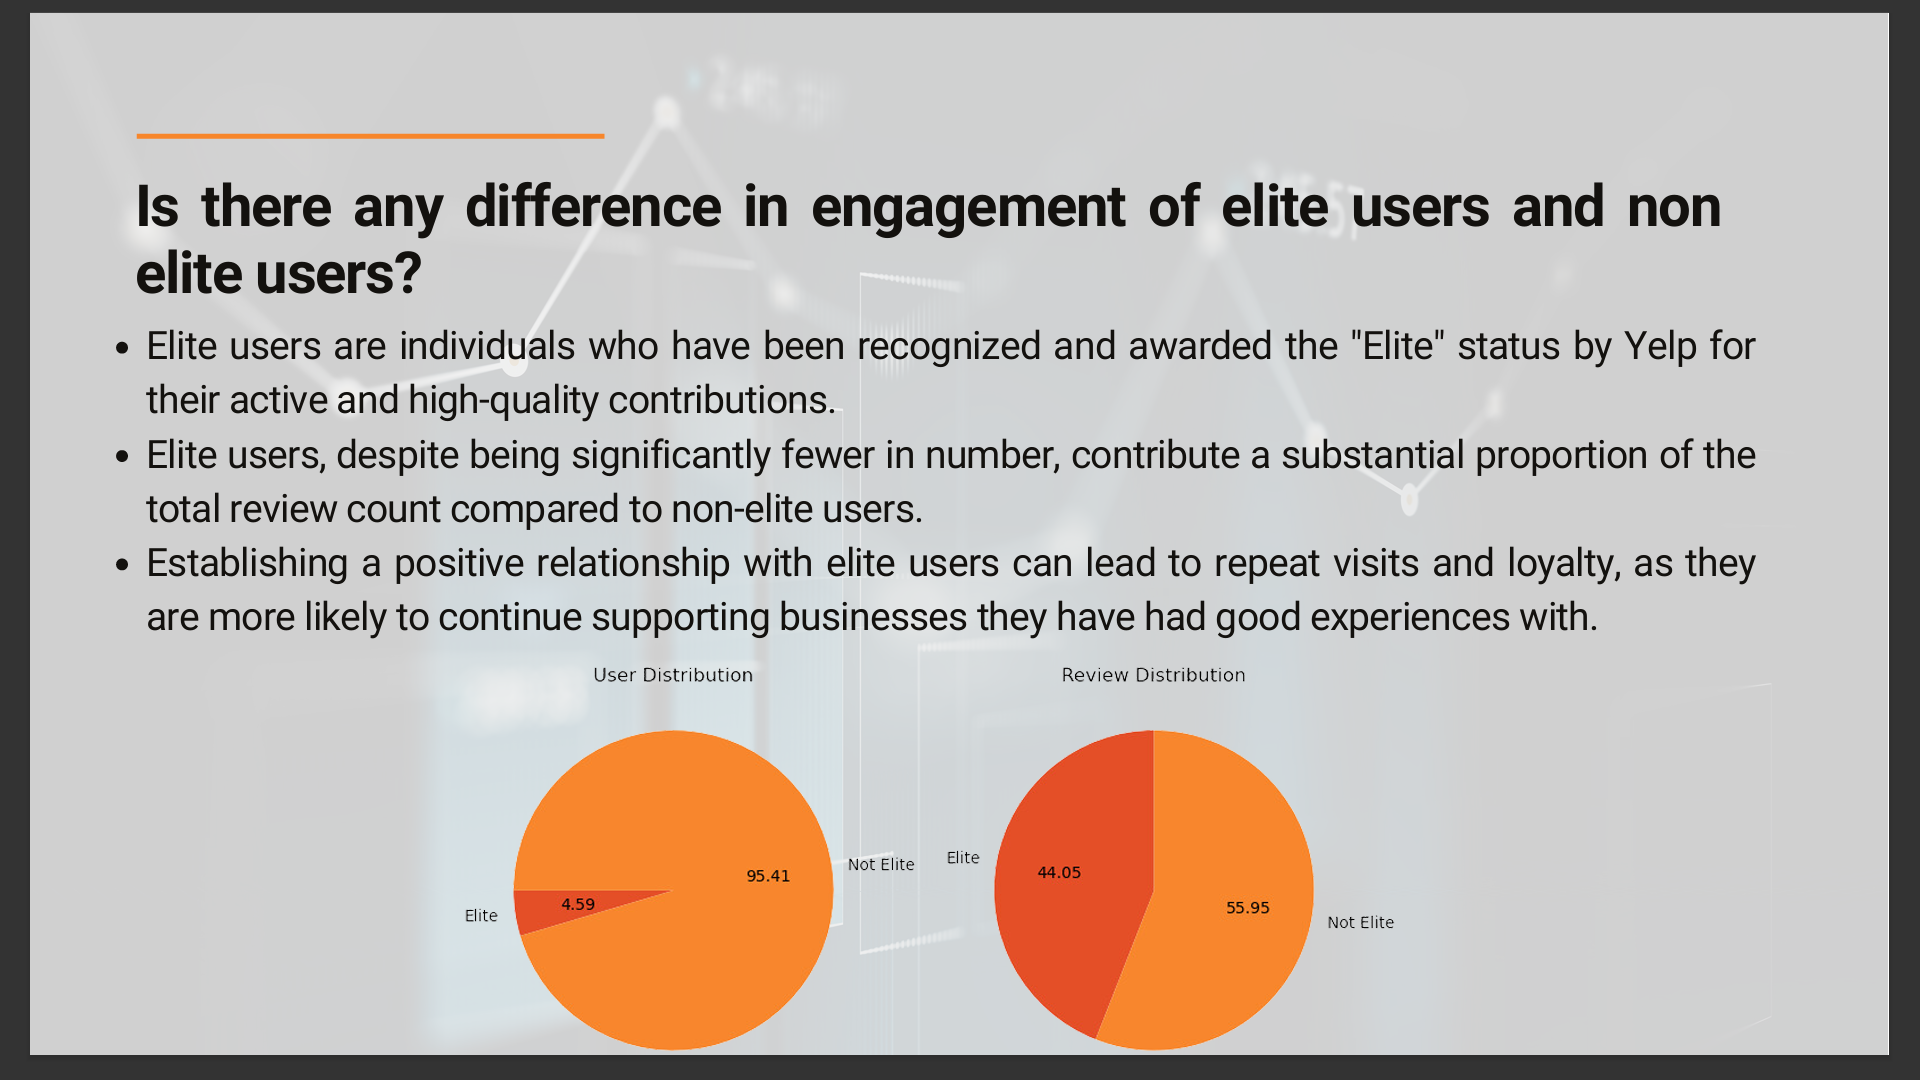 Is there any difference in engagement of elite users and non
elite users?
• Elite users are individuals who have been recognized and awarded the "Elite" status by Yelp for
their active and high-quality contributions.
• Elite users, despite being significantly fewer in number, contribute a substantial proportion of the
total review count compared to non-elite users.
• Establishing a positive relationship with elite users can lead to repeat visits and loyalty, as they
are more likely to continue supporting businesses they have had good experiences with.
User Distribution
95.41
Not Elite
4.59
Elite
Review Distribution
Elite
44.05
55.95
Not Elite